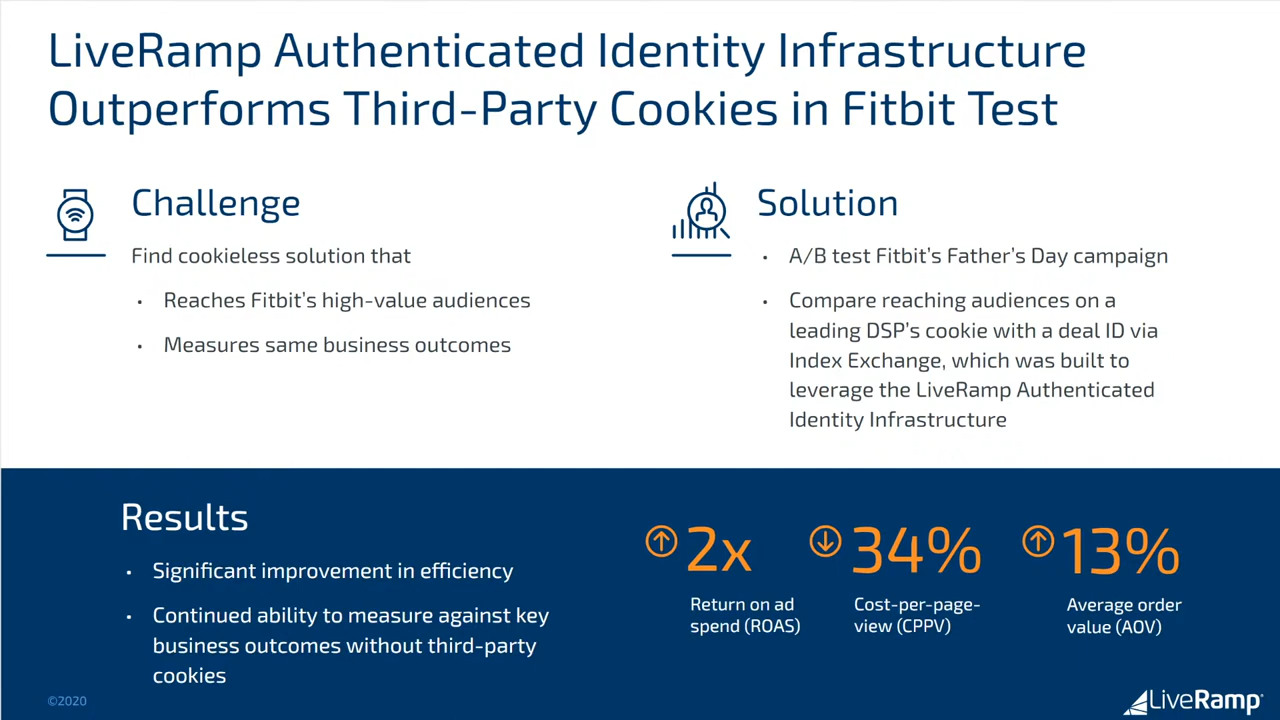 LiveRamp Authenticated Identity Infrastructure
Outperforms Third-Party Cookies in Fitbit Test
Challenge
Find cookieless solution that
• Reaches Fitbit's high-value audiences
• Measures same business outcomes
Solution
• A/B test Fitbit's Father's Day campaign
• Compare reaching audiences on a
leading DSP's cookie with a deal ID via
Index Exchange, which was built to
leverage the LiveRamp Authenticated
Identity Infrastructure
Results
• Significant improvement in efficiency
• Continued ability to measure against key
business outcomes without third-party
cookies
2x
Return on ad
spend (ROAS)
34%
Cost-per-page-
view (CPPV)
13%
Average order
value (AOV)
©2020
LiveRamp®